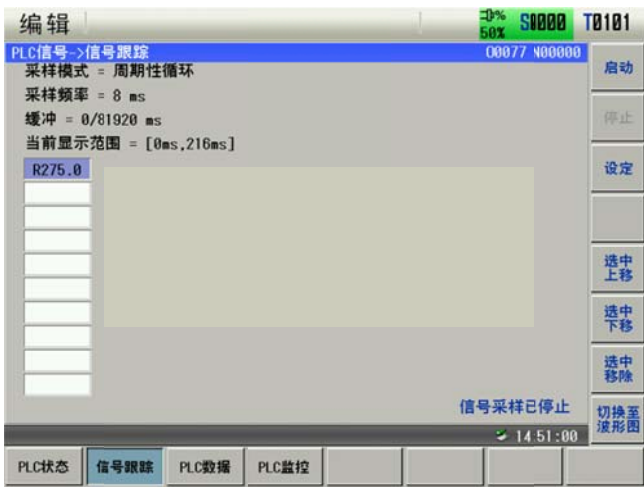 编辑
0%
50%
S0000
T0101
PLC信号->信号跟踪
O0077 N00000
采样模式 = 周期性循环
采样频率 = 8 ms
缓冲 = 0/81920 ms
当前显示范围 = [0ms,216ms]
R275.0
信号采样已停止
14:51:00
启动
停止
设定
选中
上移
选中
下移
选中
移除
切换至
波形图
PLC状态
信号跟踪
PLC数据
PLC监控